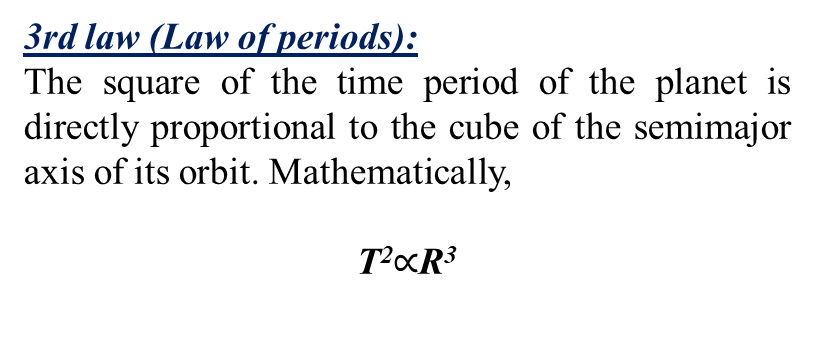 3rd law (Law of periods):
The square of the time period of the planet is
directly proportional to the cube of the semimajor
axis of its orbit. Mathematically,
T²∝R³